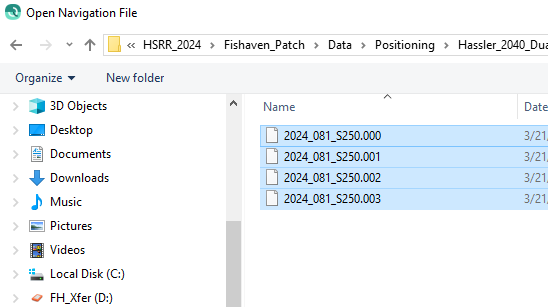 Open Navigation File
« HSRR_2024 > Fishaven_Patch > Data > Positioning > Hassler_2040_Dua
Organize New folder
Name Date
3D Objects
Desktop
Documents
Downloads
Music
Pictures
Videos
Local Disk (C:)
FH_Xfer (D:)
2024_081_S250.000 3/21,
2024_081_S250.001 3/21,
2024_081_S250.002 3/21,
2024_081_S250.003 3/21,